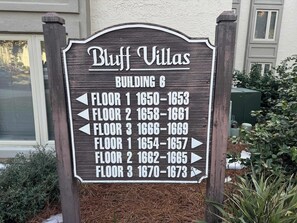 Bluff Villas
BUILDING 6
FLOOR 1 1650-1653
FLOOR 2 1658-1661
FLOOR 3 1666-1669
FLOOR 1 1654-1657
FLOOR 2 1662-1665
FLOOR 3 1670-1673